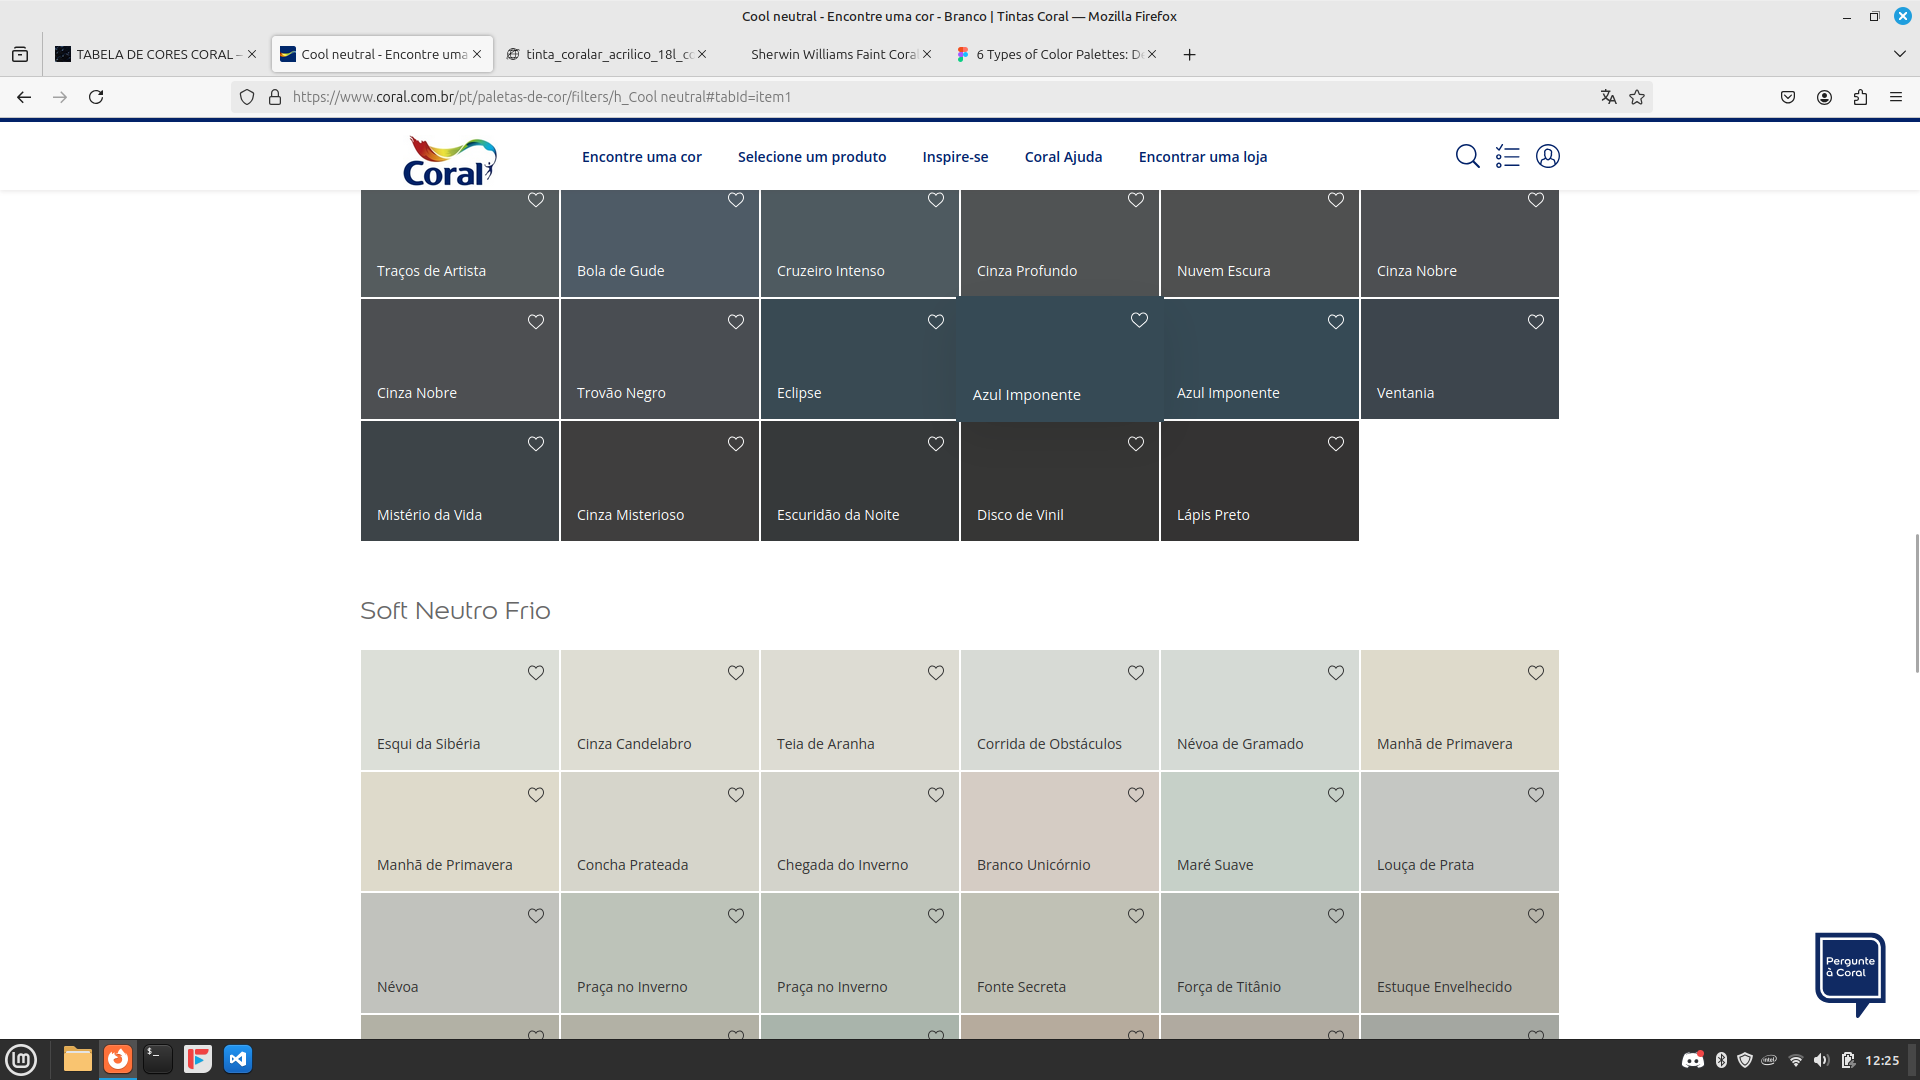 Cool neutral - Encontre uma cor - Branco | Tintas Coral — Mozilla Firefox
TABELA DE CORES CORAL –
Cool neutral - Encontre uma
tinta_coralar_acrilico_18l_co
Sherwin Williams Faint Coral
6 Types of Color Palettes: De
https://www.coral.com.br/pt/paletas-de-cor/filters/h_Cool neutral#tabId=item1
Coral
Encontre uma cor
Selecione um produto
Inspire-se
Coral Ajuda
Encontrar uma loja
Traços de Artista
Bola de Gude
Cruzeiro Intenso
Cinza Profundo
Nuvem Escura
Cinza Nobre
Cinza Nobre
Trovão Negro
Eclipse
Azul Imponente
Azul Imponente
Ventania
Mistério da Vida
Cinza Misterioso
Escuridão da Noite
Disco de Vinil
Lápis Preto
Soft Neutro Frio
Esqui da Sibéria
Cinza Candelabro
Teia de Aranha
Corrida de Obstáculos
Névoa de Gramado
Manhã de Primavera
Manhã de Primavera
Concha Prateada
Chegada do Inverno
Branco Unicórnio
Maré Suave
Louça de Prata
Névoa
Praça no Inverno
Praça no Inverno
Fonte Secreta
Força de Titânio
Estuque Envelhecido
Pergunte
à Coral
12:25